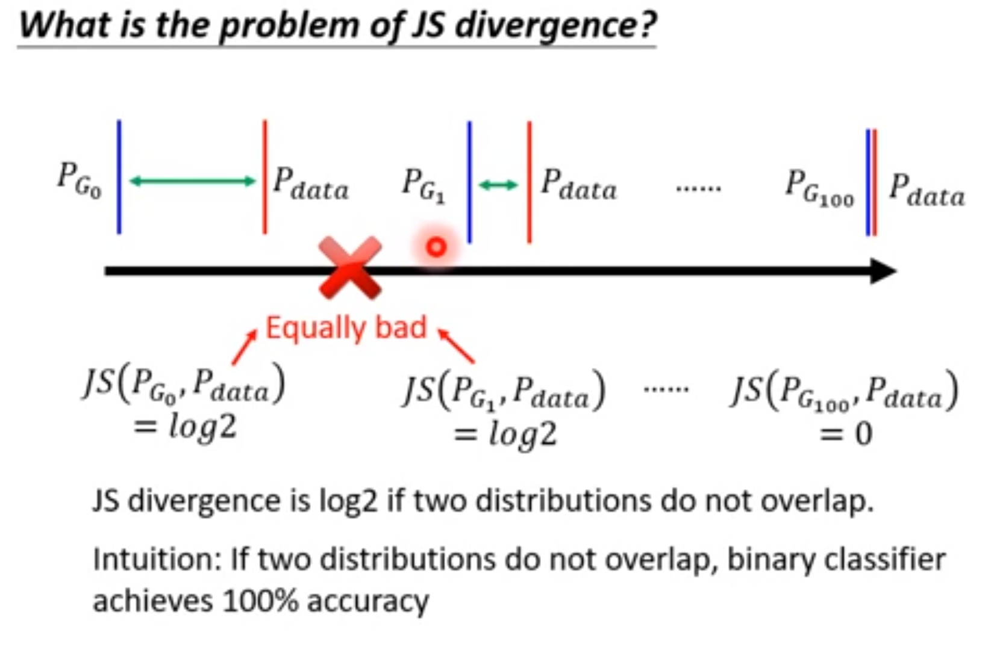 What is the problem of JS divergence?
P_{G_0} P_{data} P_{G_1} P_{data} ...... P_{G_{100}} P_{data}
Equally bad
JS(P_{G_0}, P_{data}) JS(P_{G_1}, P_{data}) ...... JS(P_{G_{100}}, P_{data})
= log2 = log2 = 0
JS divergence is log2 if two distributions do not overlap.
Intuition: If two distributions do not overlap, binary classifier
achieves 100% accuracy